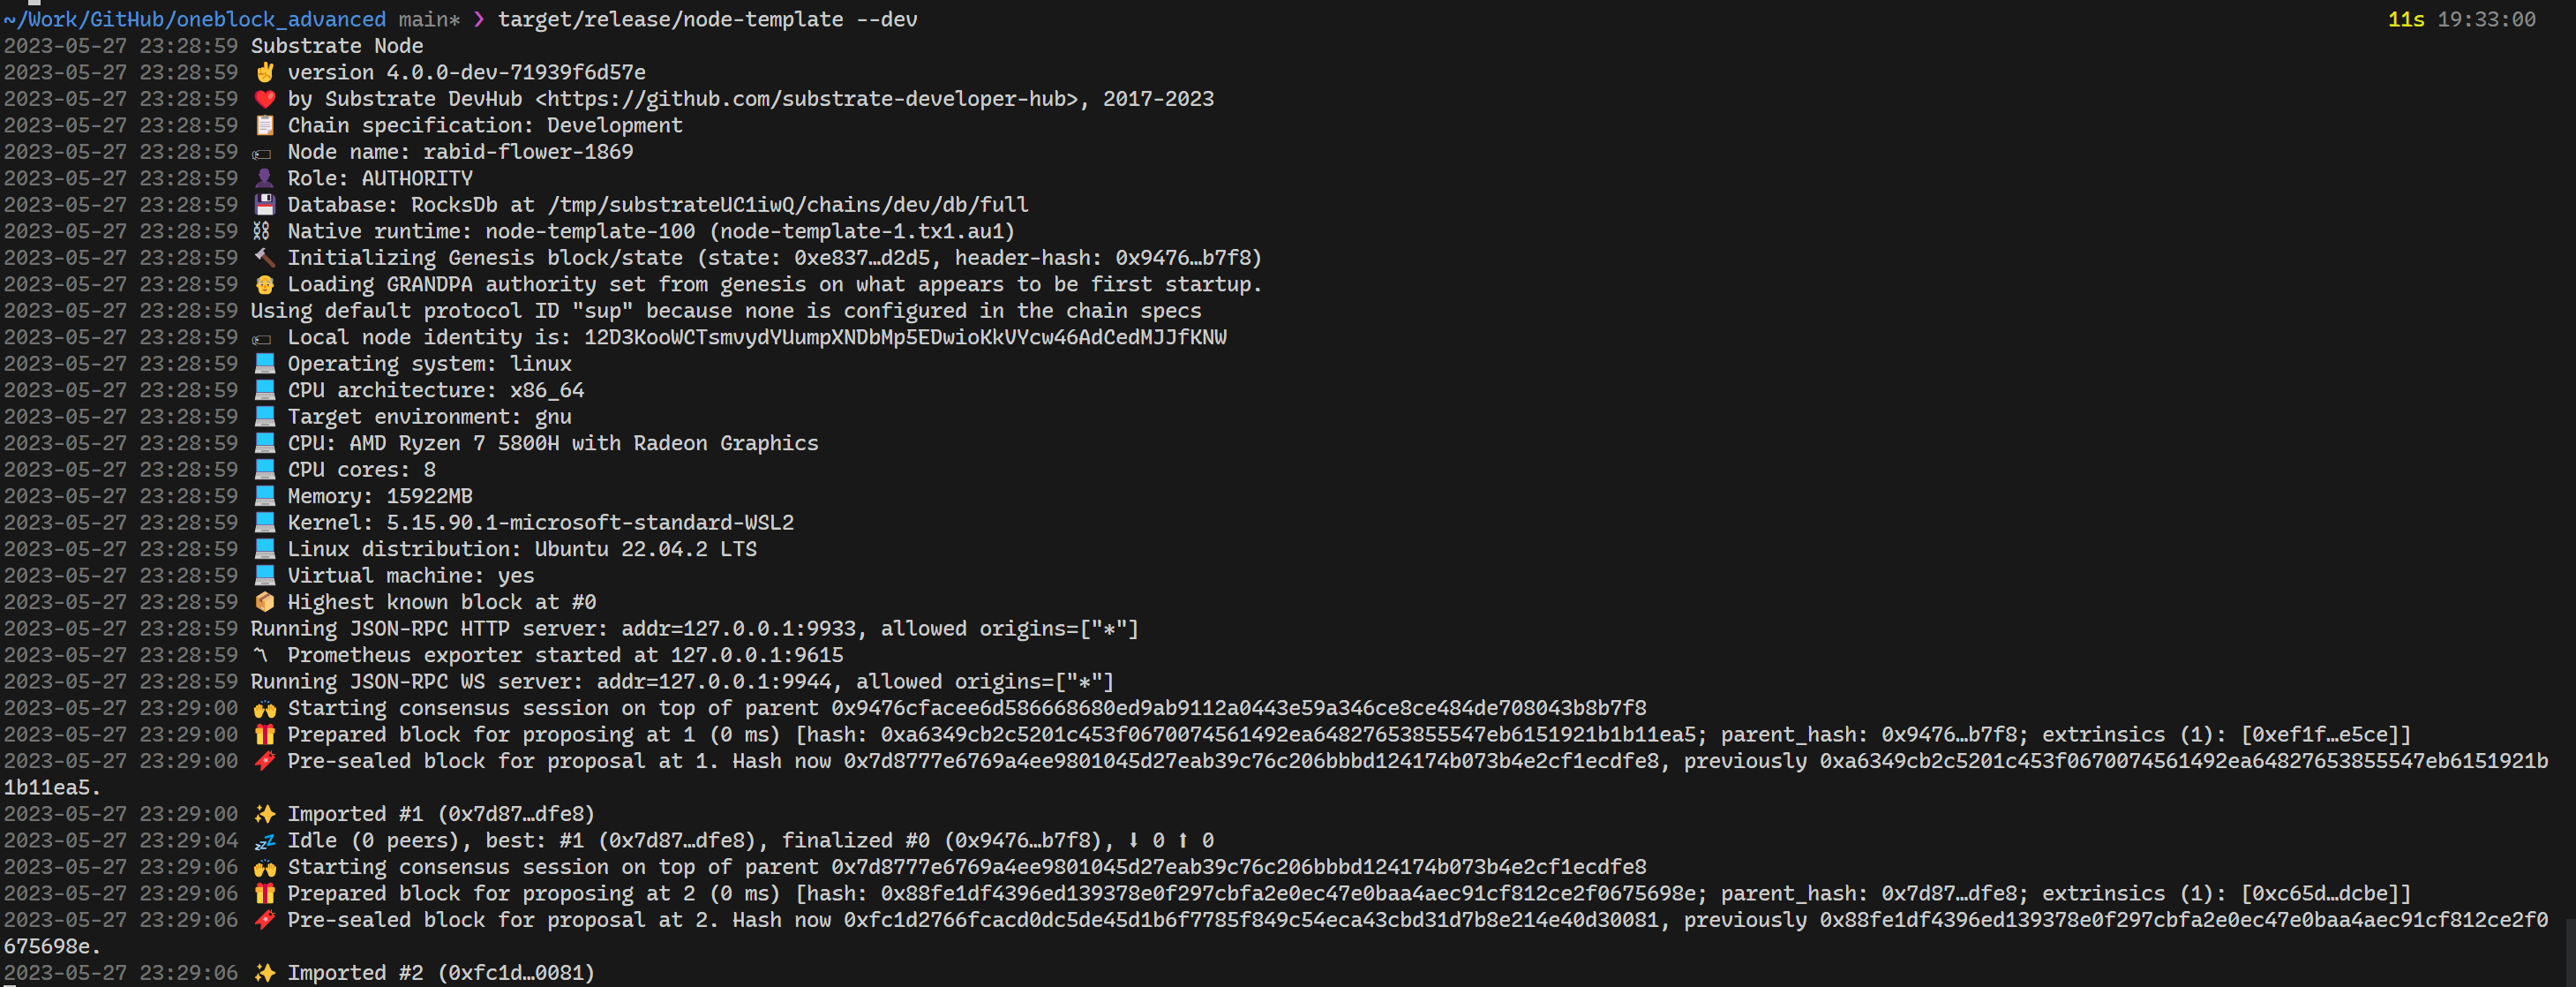 ~/Work/GitHub/oneblock_advanced main* ❯ target/release/node-template --dev 11s 19:33:00
2023-05-27 23:28:59 Substrate Node
2023-05-27 23:28:59 ✌️ version 4.0.0-dev-71939f6d57e
2023-05-27 23:28:59 ❤️ by Substrate DevHub <https://github.com/substrate-developer-hub>, 2017-2023
2023-05-27 23:28:59 📋 Chain specification: Development
2023-05-27 23:28:59 🏷 Node name: rabid-flower-1869
2023-05-27 23:28:59 👤 Role: AUTHORITY
2023-05-27 23:28:59 💾 Database: RocksDb at /tmp/substrateUC1iwQ/chains/dev/db/full
2023-05-27 23:28:59 ⛓ Native runtime: node-template-100 (node-template-1.tx1.au1)
2023-05-27 23:28:59 🔨 Initializing Genesis block/state (state: 0xe837…d2d5, header-hash: 0x9476…b7f8)
2023-05-27 23:28:59 👴 Loading GRANDPA authority set from genesis on what appears to be first startup.
2023-05-27 23:28:59 Using default protocol ID "sup" because none is configured in the chain specs
2023-05-27 23:28:59 🏷 Local node identity is: 12D3KooWCTsmvydYUumpXNDbMp5EDwioKkVYcw46AdCedMJJfKNW
2023-05-27 23:28:59 💻 Operating system: linux
2023-05-27 23:28:59 💻 CPU architecture: x86_64
2023-05-27 23:28:59 💻 Target environment: gnu
2023-05-27 23:28:59 💻 CPU: AMD Ryzen 7 5800H with Radeon Graphics
2023-05-27 23:28:59 💻 CPU cores: 8
2023-05-27 23:28:59 💻 Memory: 15922MB
2023-05-27 23:28:59 💻 Kernel: 5.15.90.1-microsoft-standard-WSL2
2023-05-27 23:28:59 💻 Linux distribution: Ubuntu 22.04.2 LTS
2023-05-27 23:28:59 💻 Virtual machine: yes
2023-05-27 23:28:59 📦 Highest known block at #0
2023-05-27 23:28:59 Running JSON-RPC HTTP server: addr=127.0.0.1:9933, allowed origins=["*"]
2023-05-27 23:28:59 〽️ Prometheus exporter started at 127.0.0.1:9615
2023-05-27 23:28:59 Running JSON-RPC WS server: addr=127.0.0.1:9944, allowed origins=["*"]
2023-05-27 23:29:00 🙌 Starting consensus session on top of parent 0x9476cfacee6d586668680ed9ab9112a0443e59a346ce8ce484de708043b8b7f8
2023-05-27 23:29:00 🎁 Prepared block for proposing at 1 (0 ms) [hash: 0xa6349cb2c5201c453f0670074561492ea64827653855547eb6151921b1b11ea5; parent_hash: 0x9476…b7f8; extrinsics (1): [0xef1f…e5ce]]
2023-05-27 23:29:00 🔖 Pre-sealed block for proposal at 1. Hash now 0x7d8777e6769a4ee9801045d27eab39c76c206bbbd124174b073b4e2cf1ecdfe8, previously 0xa6349cb2c5201c453f0670074561492ea64827653855547eb6151921b
1b11ea5.
2023-05-27 23:29:00 ✨ Imported #1 (0x7d87…dfe8)
2023-05-27 23:29:04 💤 Idle (0 peers), best: #1 (0x7d87…dfe8), finalized #0 (0x9476…b7f8), ⬇ 0 ⬆ 0
2023-05-27 23:29:06 🙌 Starting consensus session on top of parent 0x7d8777e6769a4ee9801045d27eab39c76c206bbbd124174b073b4e2cf1ecdfe8
2023-05-27 23:29:06 🎁 Prepared block for proposing at 2 (0 ms) [hash: 0x88fe1df4396ed139378e0f297cbfa2e0ec47e0baa4aec91cf812ce2f0675698e; parent_hash: 0x7d87…dfe8; extrinsics (1): [0xc65d…dcbe]]
2023-05-27 23:29:06 🔖 Pre-sealed block for proposal at 2. Hash now 0xfc1d2766fcacd0dc5de45d1b6f7785f849c54eca43cbd31d7b8e214e40d30081, previously 0x88fe1df4396ed139378e0f297cbfa2e0ec47e0baa4aec91cf812ce2f0
675698e.
2023-05-27 23:29:06 ✨ Imported #2 (0xfc1d…0081)